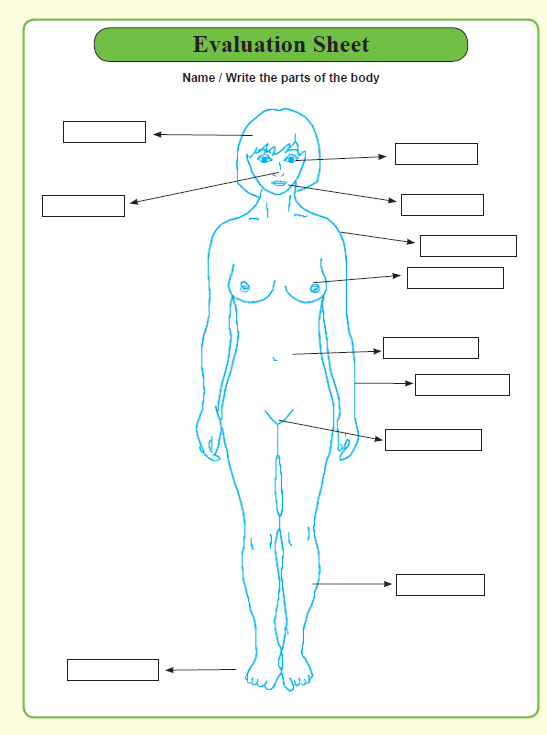 Evaluation Sheet
Name / Write the parts of the body